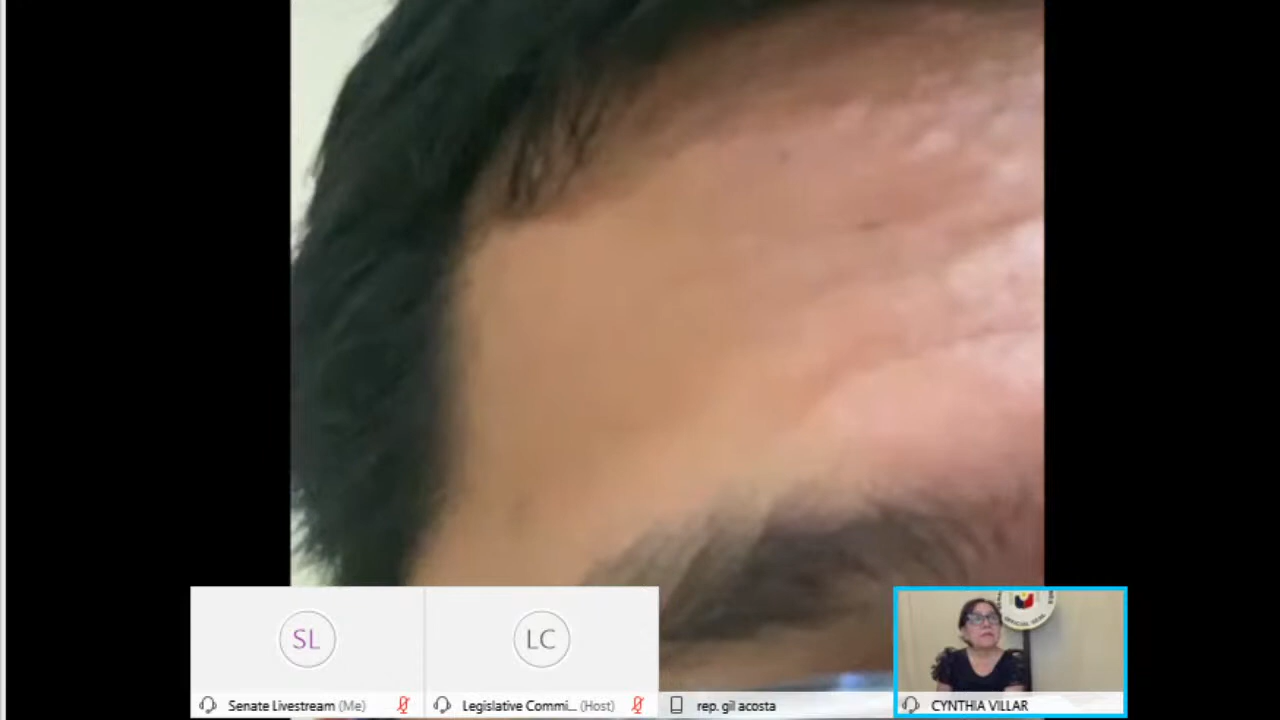 SL
LC
Senate Livestream (Me)
Legislative Commi... (Host)
rep. gil acosta
CYNTHIA VILLAR